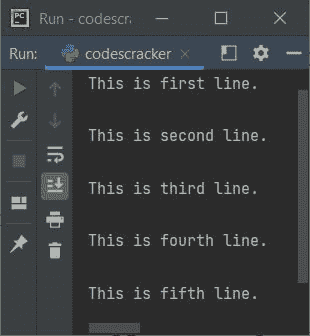 PC
Run - codescra
Run: codescracker
This is first line.
This is second line.
This is third line.
This is fourth line.
This is fifth line.